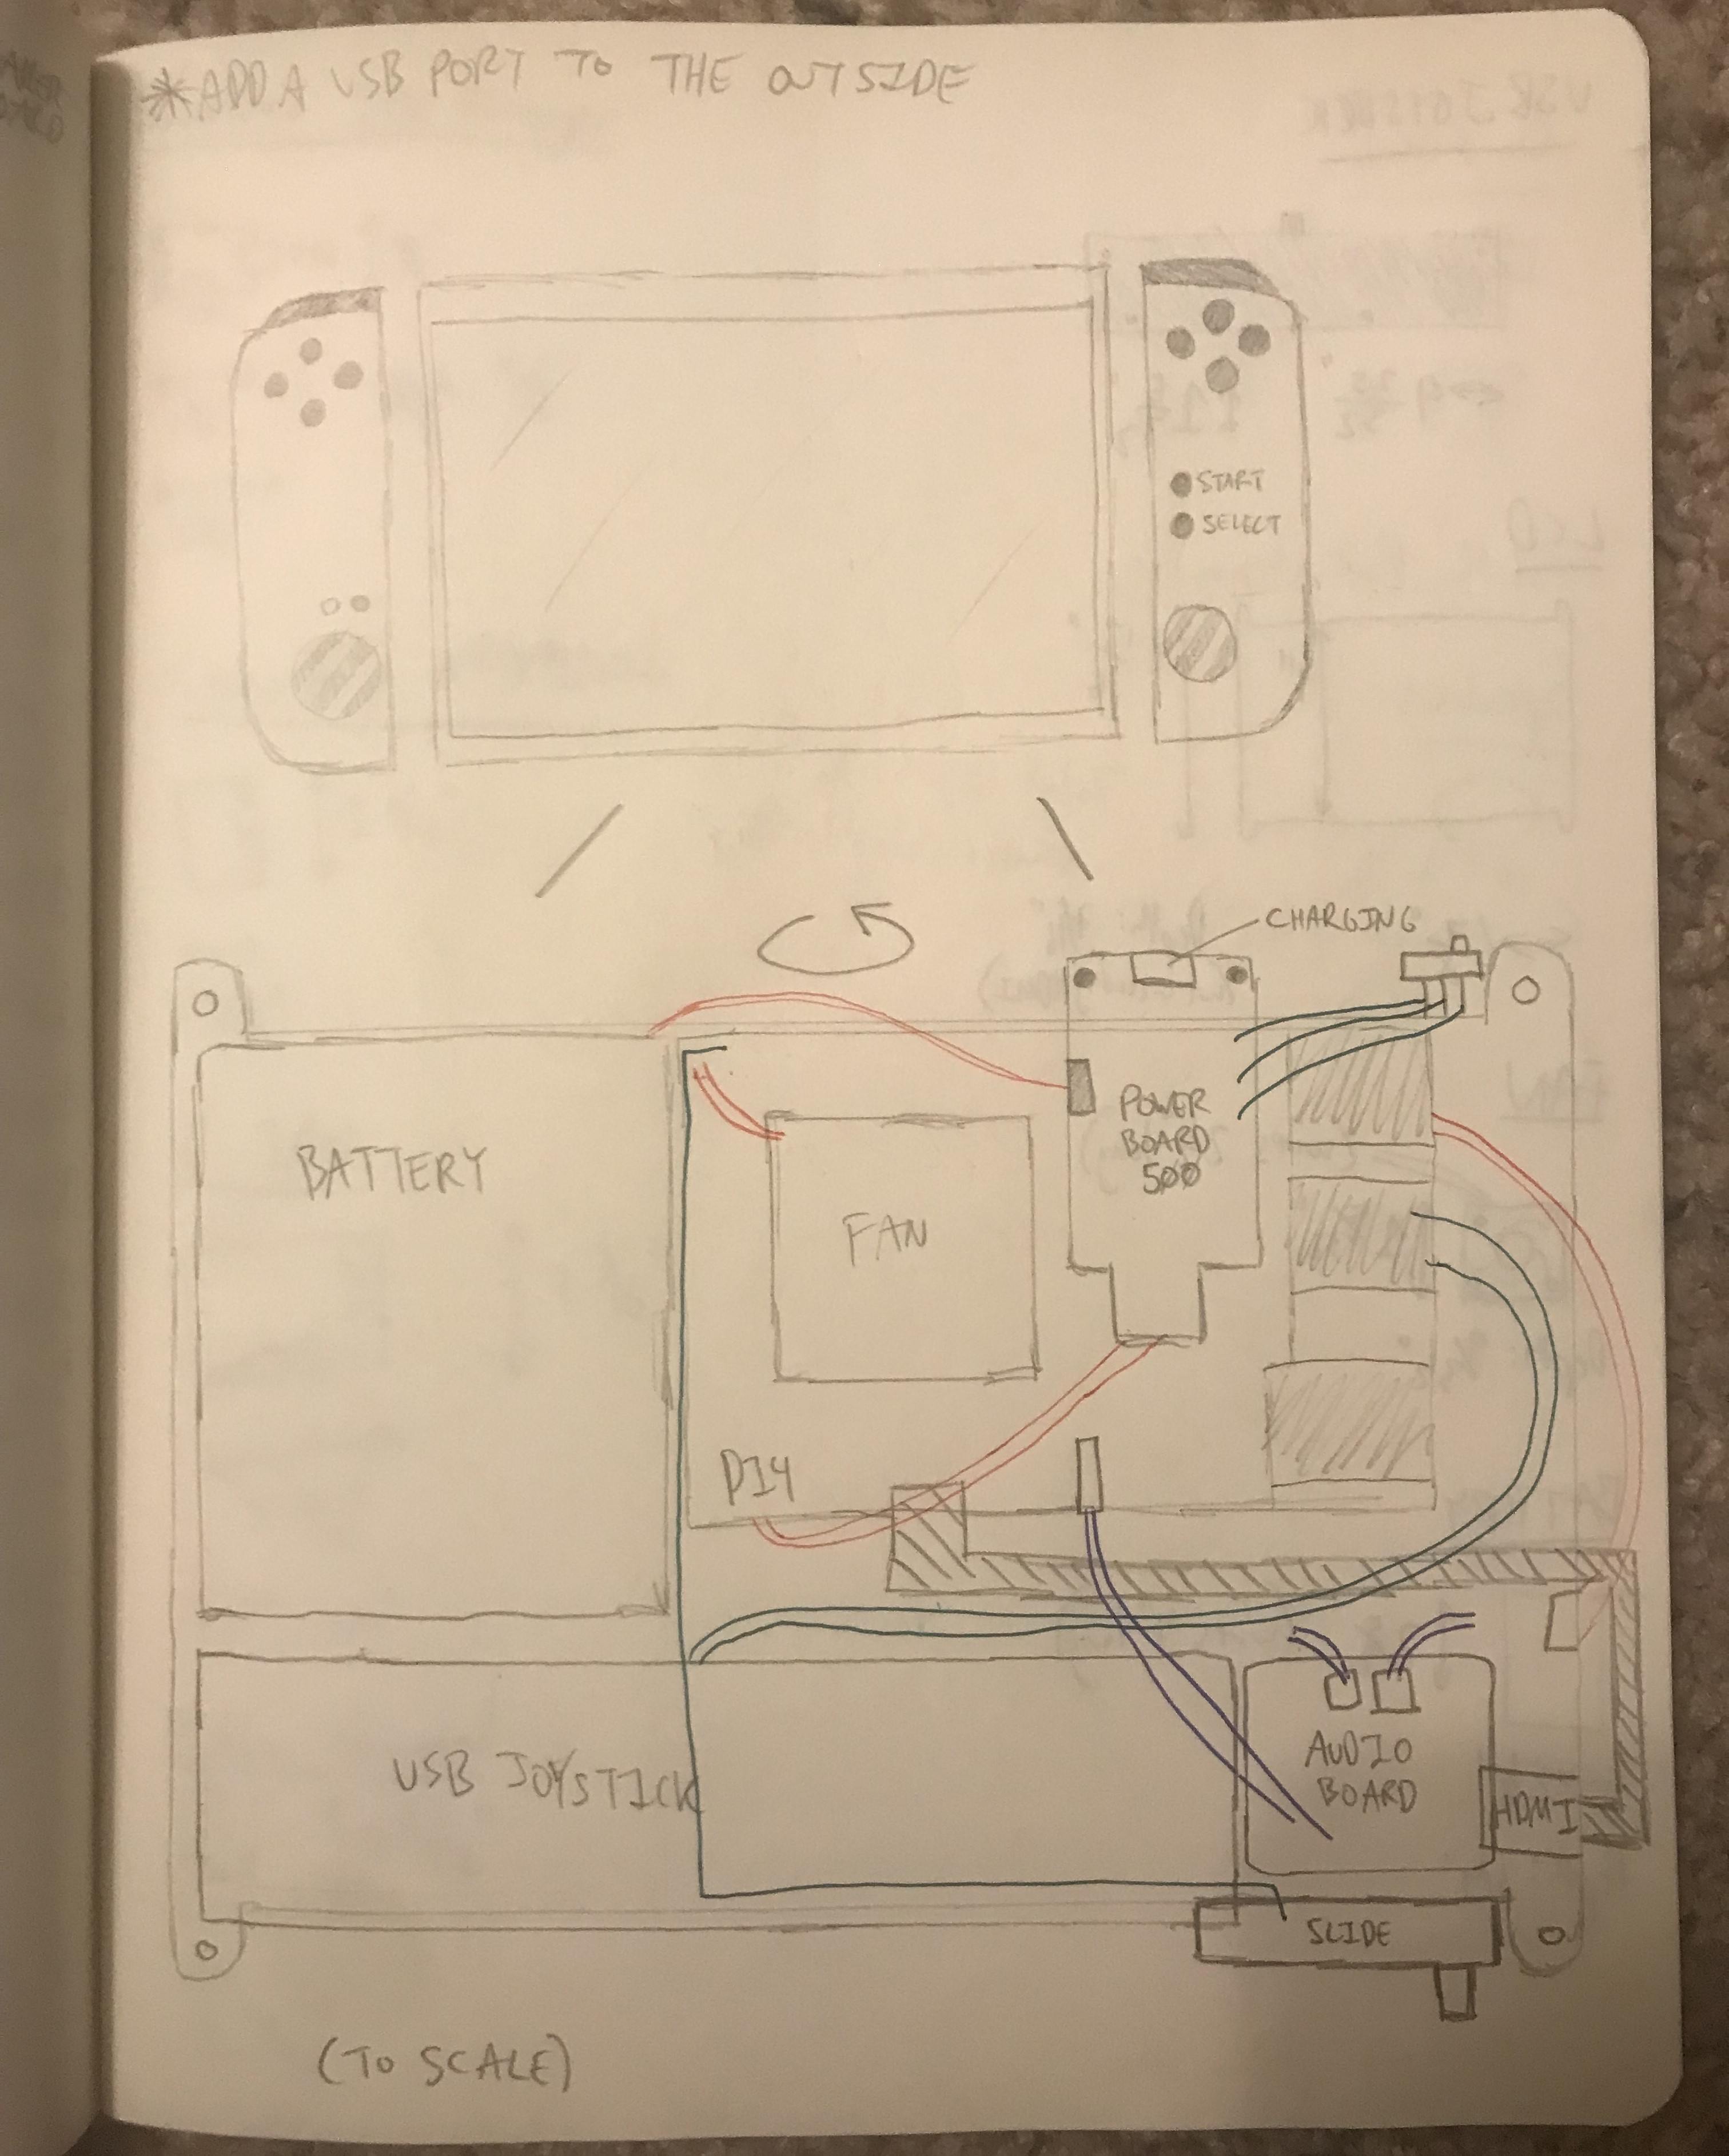 *ADD A USB PORT TO THE OUTSIDE
START
SELECT
CHARGING
POWER
BOARD
500
BATTERY
FAN
PI4
USB JOYSTICK
AUDIO
BOARD
HDMI
SLIDE
(TO SCALE)